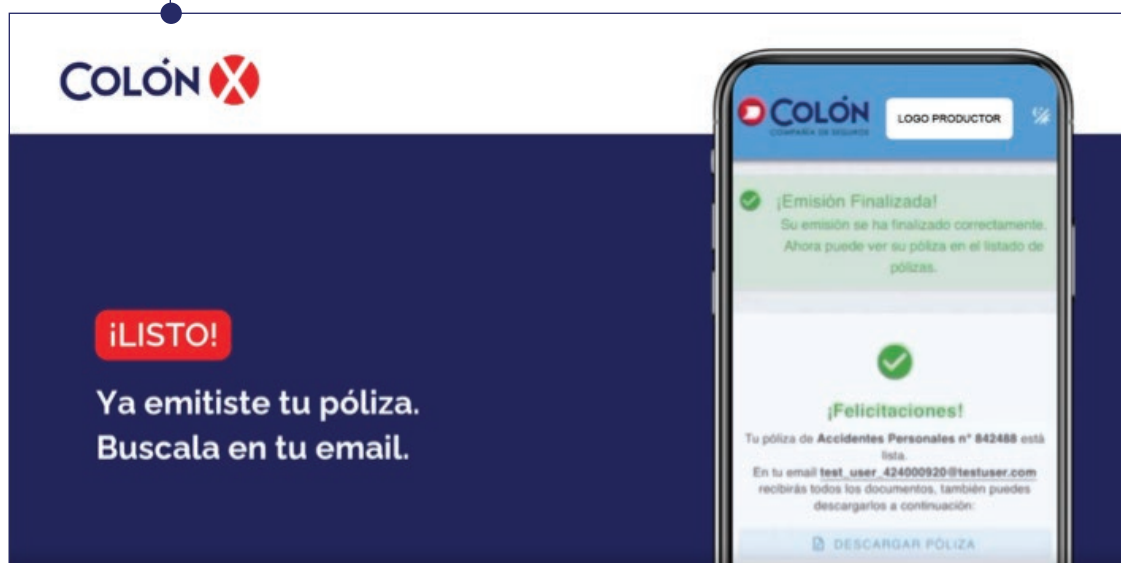 COLÓN X
¡LISTO!
Ya emitiste tu póliza.
Buscala en tu email.
COLÓN
COMPAÑÍA DE SEGUROS
LOGO PRODUCTOR
¡Emisión Finalizada!
Su emisión se ha finalizado correctamente.
Ahora puede ver su póliza en el listado de
pólizas.
¡Felicitaciones!
Tu póliza de Accidentes Personales n° 842488 está
lista.
En tu email test_user_424000920@testuser.com
recibirás todos los documentos, también puedes
descargarlos a continuación:
DESCARGAR PÓLIZA